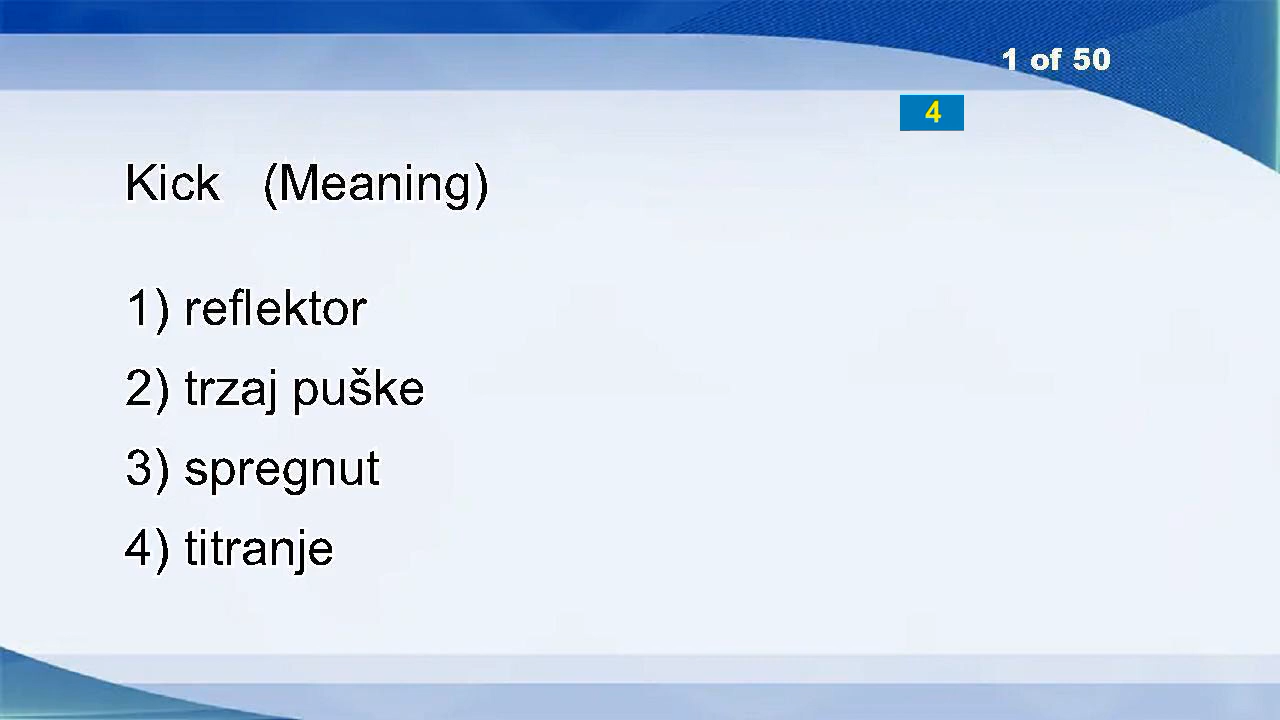 1 of 50
4
Kick (Meaning)
1) reflektor
2) trzaj puške
3) spregnut
4) titranje